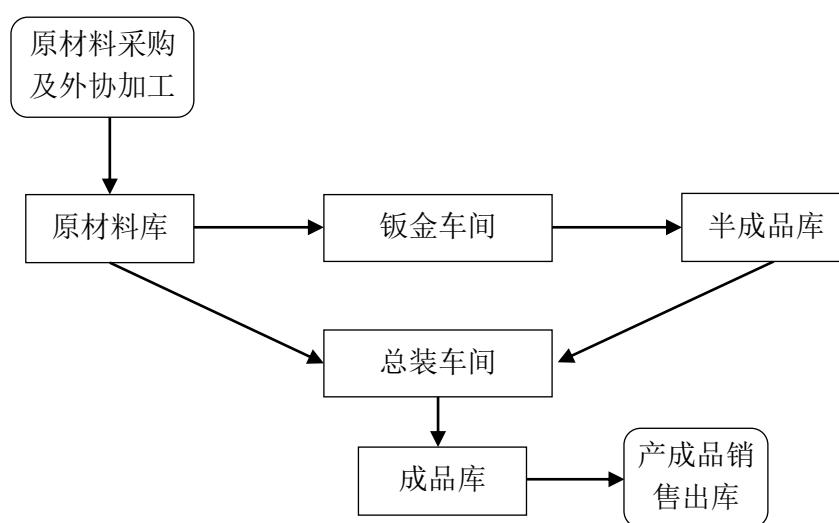 原材料采购
及外协加工
原材料库
钣金车间
半成品库
总装车间
成品库
产成品销
售出库